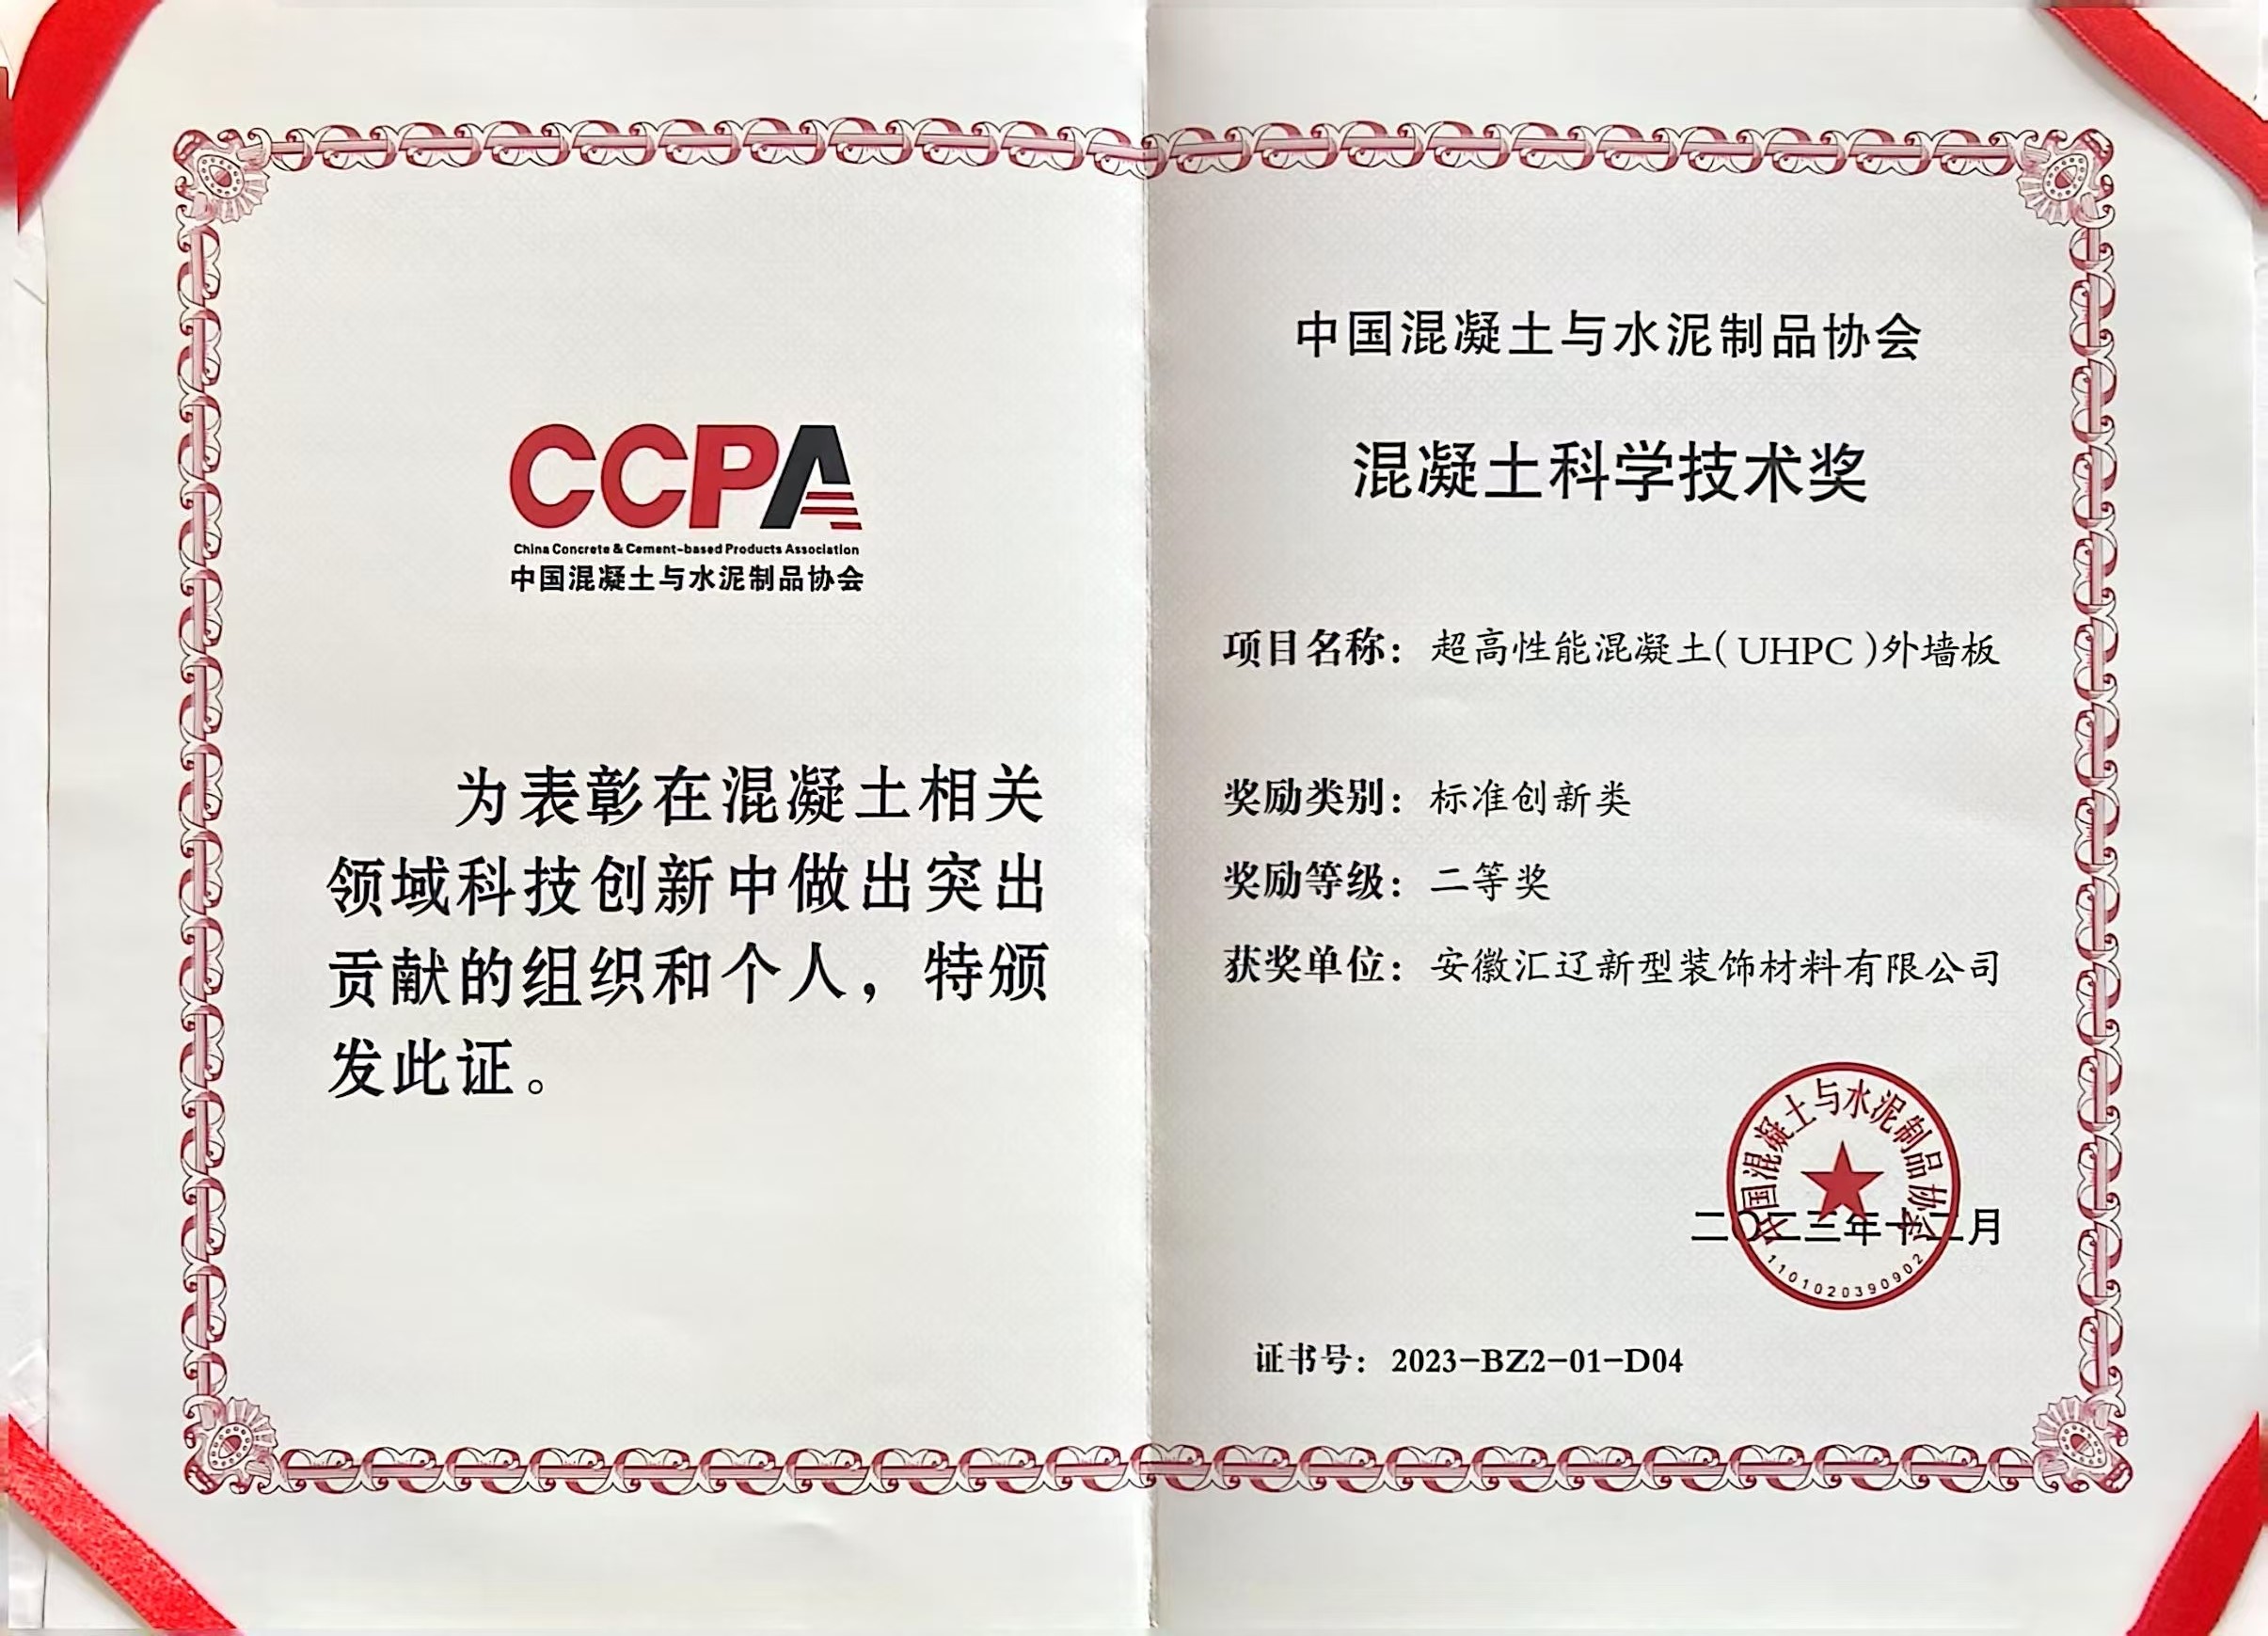 CCPA
China Concrete & Cement-based Products Association
中国混凝土与水泥制品协会
为表彰在混凝土相关
领域科技创新中做出突出
贡献的组织和个人，特颁
发此证。
中国混凝土与水泥制品协会
混凝土科学技术奖
项目名称：超高性能混凝土（UHPC）外墙板
奖励类别：标准创新类
奖励等级：二等奖
获奖单位：安徽汇辽新型装饰材料有限公司
中国混凝土与水泥制品协会
二〇二三年十二月
1101020390902
证书号：2023-BZ2-01-D04